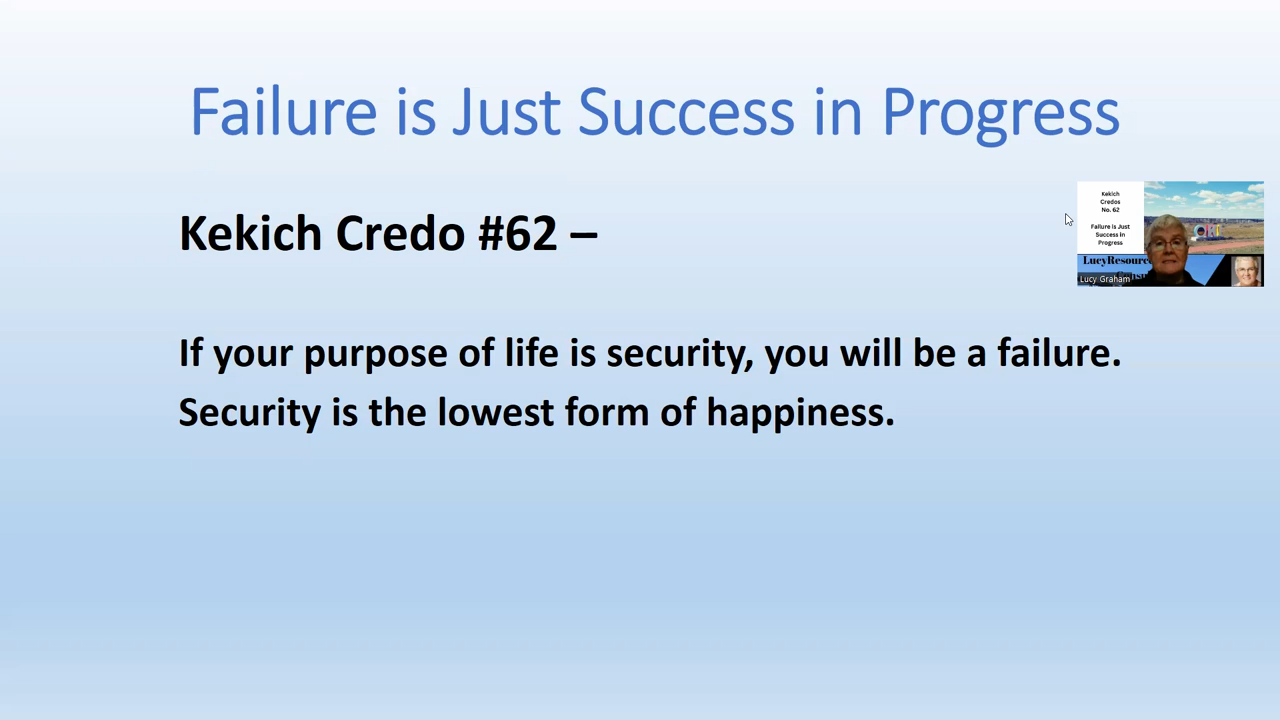 Failure is Just Success in Progress
Kekich Credo #62 –
If your purpose of life is security, you will be a failure.
Security is the lowest form of happiness.
Kekich
Credos
No. 62
Failure is Just
Success In
Progress
LucyResource
Lucy Graham